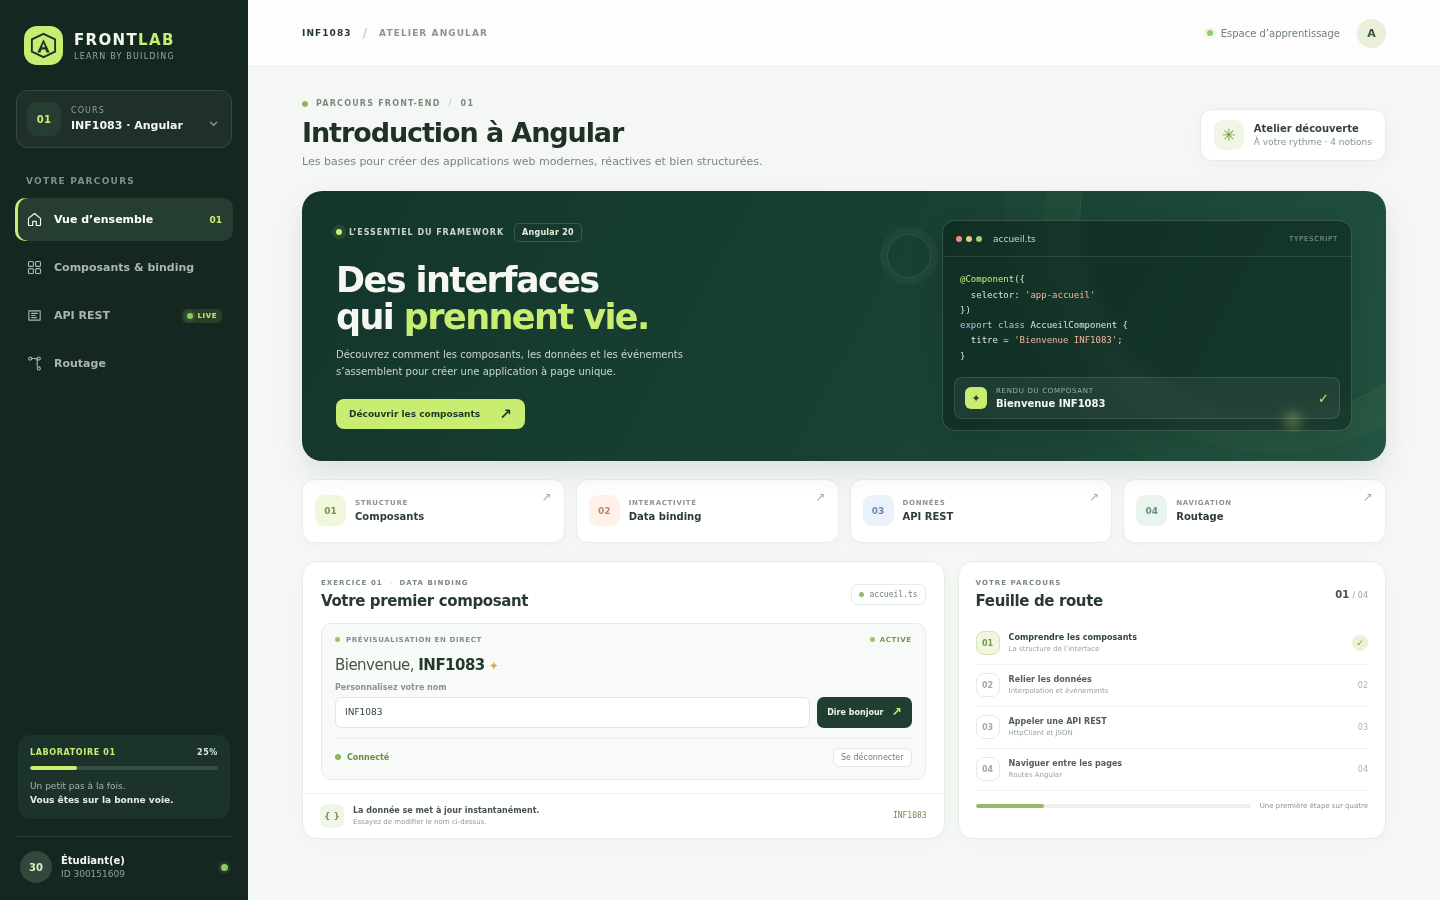 FRONTLAB
LEARN BY BUILDING
01
COURS
INF1083 · Angular
VOTRE PARCOURS
Vue d’ensemble 01
Composants & binding
API REST LIVE
Routage
LABORATOIRE 01 25%
Un petit pas à la fois.
Vous êtes sur la bonne voie.
30
Étudiant(e)
ID 300151609
INF1083 / ATELIER ANGULAR
Espace d’apprentissage
A
PARCOURS FRONT-END / 01
Introduction à Angular
Les bases pour créer des applications web modernes, réactives et bien structurées.
Atelier découverte
À votre rythme · 4 notions
L’ESSENTIEL DU FRAMEWORK Angular 20
Des interfaces
qui prennent vie.
Découvrez comment les composants, les données et les événements
s’assemblent pour créer une application à page unique.
Découvrir les composants ↗
accueil.ts TYPESCRIPT
@Component({
selector: 'app-accueil'
})
export class AccueilComponent {
titre = 'Bienvenue INF1083';
}
RENDU DU COMPOSANT
Bienvenue INF1083 ✓
01
STRUCTURE
Composants
↗
02
INTERACTIVITÉ
Data binding
↗
03
DONNÉES
API REST
↗
04
NAVIGATION
Routage
↗
EXERCICE 01 · DATA BINDING
Votre premier composant
accueil.ts
PRÉVISUALISATION EN DIRECT ACTIVE
Bienvenue, INF1083 ✦
Personnalisez votre nom
INF1083
Dire bonjour ↗
Connecté Se déconnecter
{ }
La donnée se met à jour instantanément.
Essayez de modifier le nom ci-dessus.
INF1083
VOTRE PARCOURS
Feuille de route
01 / 04
01
Comprendre les composants
La structure de l’interface
✓
02
Relier les données
Interpolation et événements
02
03
Appeler une API REST
HttpClient et JSON
03
04
Naviguer entre les pages
Routes Angular
04
Une première étape sur quatre